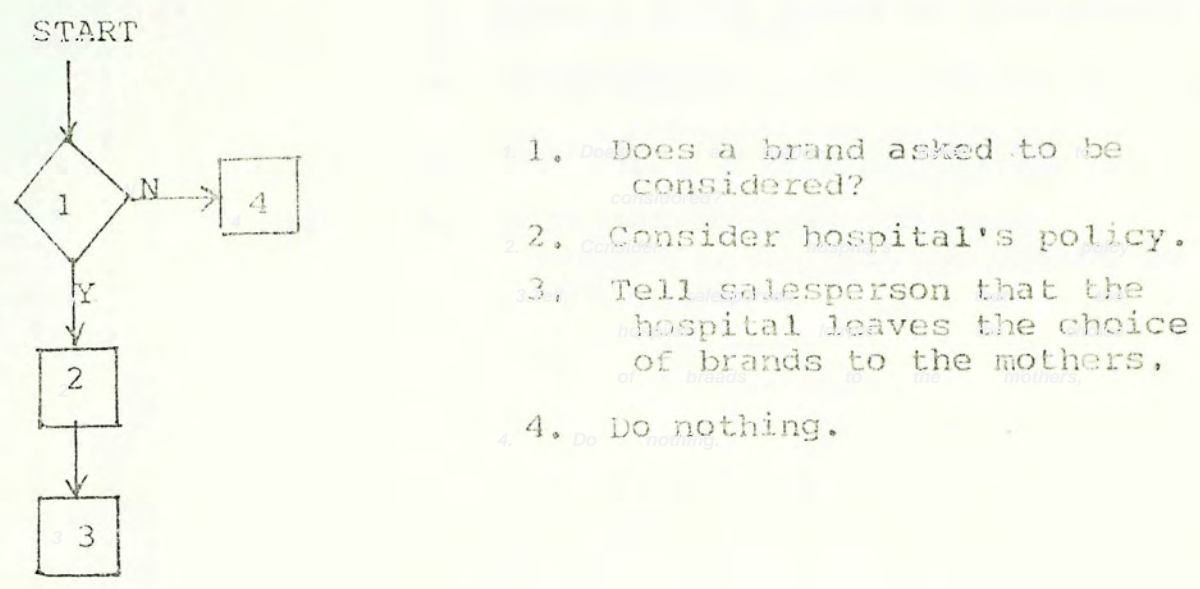 START
1
N
4
Y
2
3
1. Does a brand asked to be
considered?
2. Consider hospital's policy.
3. Tell salesperson that the
hospital leaves the choice
of brands to the mothers.
4. Do nothing.